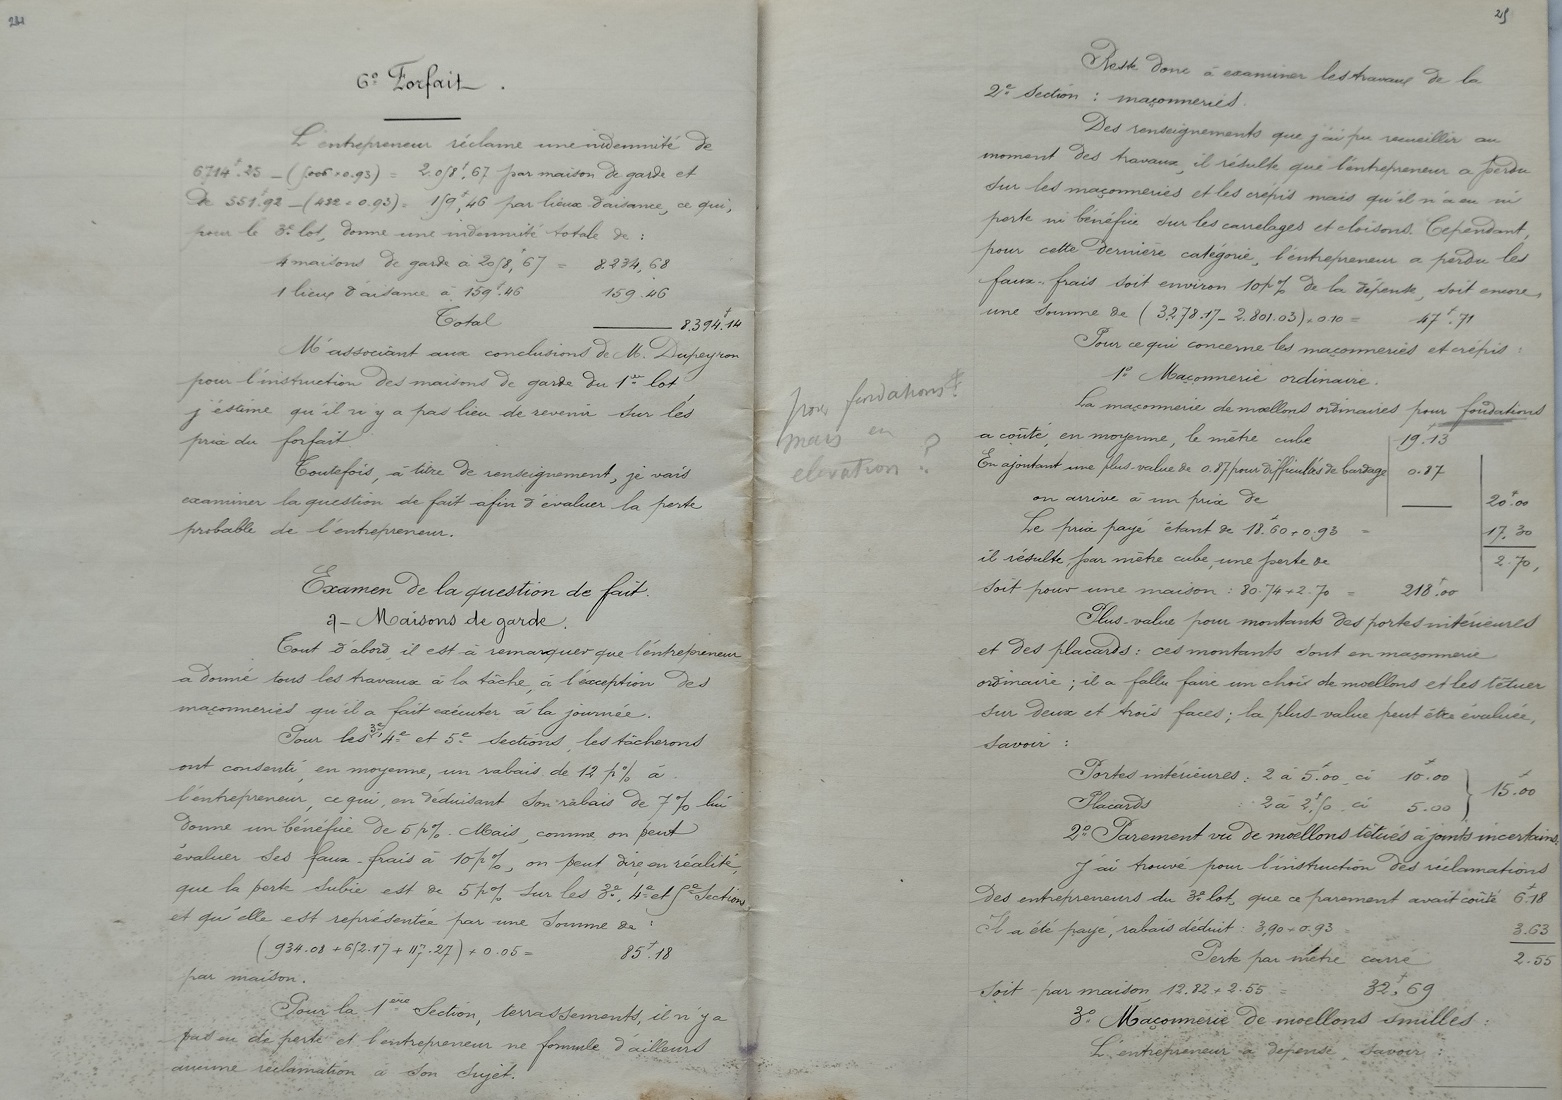 6º Forfait.
L'entrepreneur réclame une indemnité de
6714f.25 - (5006 × 0.93) = 2.058f,67 par maison de garde et
de 551f.92 - (422 × 0.93) = 159f,46 par lieux d'aisance, ce qui,
pour le 3e lot, donne une indemnité totale de :
4 maisons de garde à 2058f,67 = 8.234,68
1 lieux d'aisance à 159f.46 159.46
Total 8.394f.14
M'associant aux conclusions de M. Dupeyron
pour l'instruction des maisons de garde du 1er lot
j'estime qu'il n'y a pas lieu de revenir sur les
prix du forfait
Toutefois, à titre de renseignement, je vais
examiner la question de fait afin d'évaluer la perte
probable de l'entrepreneur.
Examen de la question de fait.
a - Maisons de garde.
Tout d'abord, il est à remarquer que l'entrepreneur
a donné tous les travaux à la tâche, à l'exception des
maçonneries qu'il a fait exécuter à la journée.
Pour les 3e, 4e et 5e sections, les tâcherons
ont consenti, en moyenne, un rabais de 12 p% à
l'entrepreneur, ce qui, en déduisant son rabais de 7% lui
donne un bénéfice de 5 p%. Mais, comme on peut
évaluer ses faux-frais à 10 p%, on peut dire, en réalité,
que la perte subie est de 5 p% sur les 3e, 4e et 5e Sections
et qu'elle est représentée par une somme de :
(934.08 + 652.17 + 117.27) × 0.05 = 85f.18
par maison.
Pour la 1ère Section, terrassements, il n'y a
pas eu de perte et l'entrepreneur ne formule d'ailleurs
aucune réclamation à son sujet.
25
Reste donc à examiner les travaux de la
2e Section : maçonneries.
Des renseignements que j'ai pu recueillir au
moment des travaux, il résulte que l'entrepreneur a perdu
sur les maçonneries et les crépis mais qu'il n'a eu ni
perte ni bénéfice sur les carrelages et cloisons. Cependant,
pour cette dernière catégorie, l'entrepreneur a perdu les
faux-frais soit environ 10 p% de la dépense, soit encore,
une somme de (3278.17 - 2.801.03) × 0.10 = 47f.71
Pour ce qui concerne les maçonneries et crépis :
1º Maçonnerie ordinaire.
La maçonnerie de moellons ordinaires pour fondations
pour fondations !
mais en
élévation ?
a coûté, en moyenne, le mètre cube 19.13
En ajoutant une plus-value de 0.87 pour difficultés de bardage 0.87
on arrive à un prix de 20f.00
Le prix payé étant de 18f.60 × 0.93 = 17.30
il résulte par mètre cube, une perte de 2.70,
soit pour une maison : 80.74 × 2.70 = 218f.00
Plus-value pour montants des portes intérieures
et des placards : ces montants sont en maçonnerie
ordinaire ; il a fallu faire un choix de moellons et les têtuer
sur deux et trois faces ; la plus-value peut être évaluée,
savoir :
Portes intérieures : 2 à 5f.00, ci 10f.00
15f.00
Placards : 2 à 2f.50, ci 5.00
2º Parement vu de moellons têtués à joints incertains.
J'ai trouvé pour l'instruction des réclamations
des entrepreneurs du 3e lot, que ce parement avait coûté 6f.18
Il a été payé, rabais déduit : 3,90 × 0.93 = 3.63
Perte par mètre carré 2.55
soit par maison 12.82 × 2.55 = 32f,69
3º Maçonnerie de moellons smillés :
L'entrepreneur a dépensé, savoir :